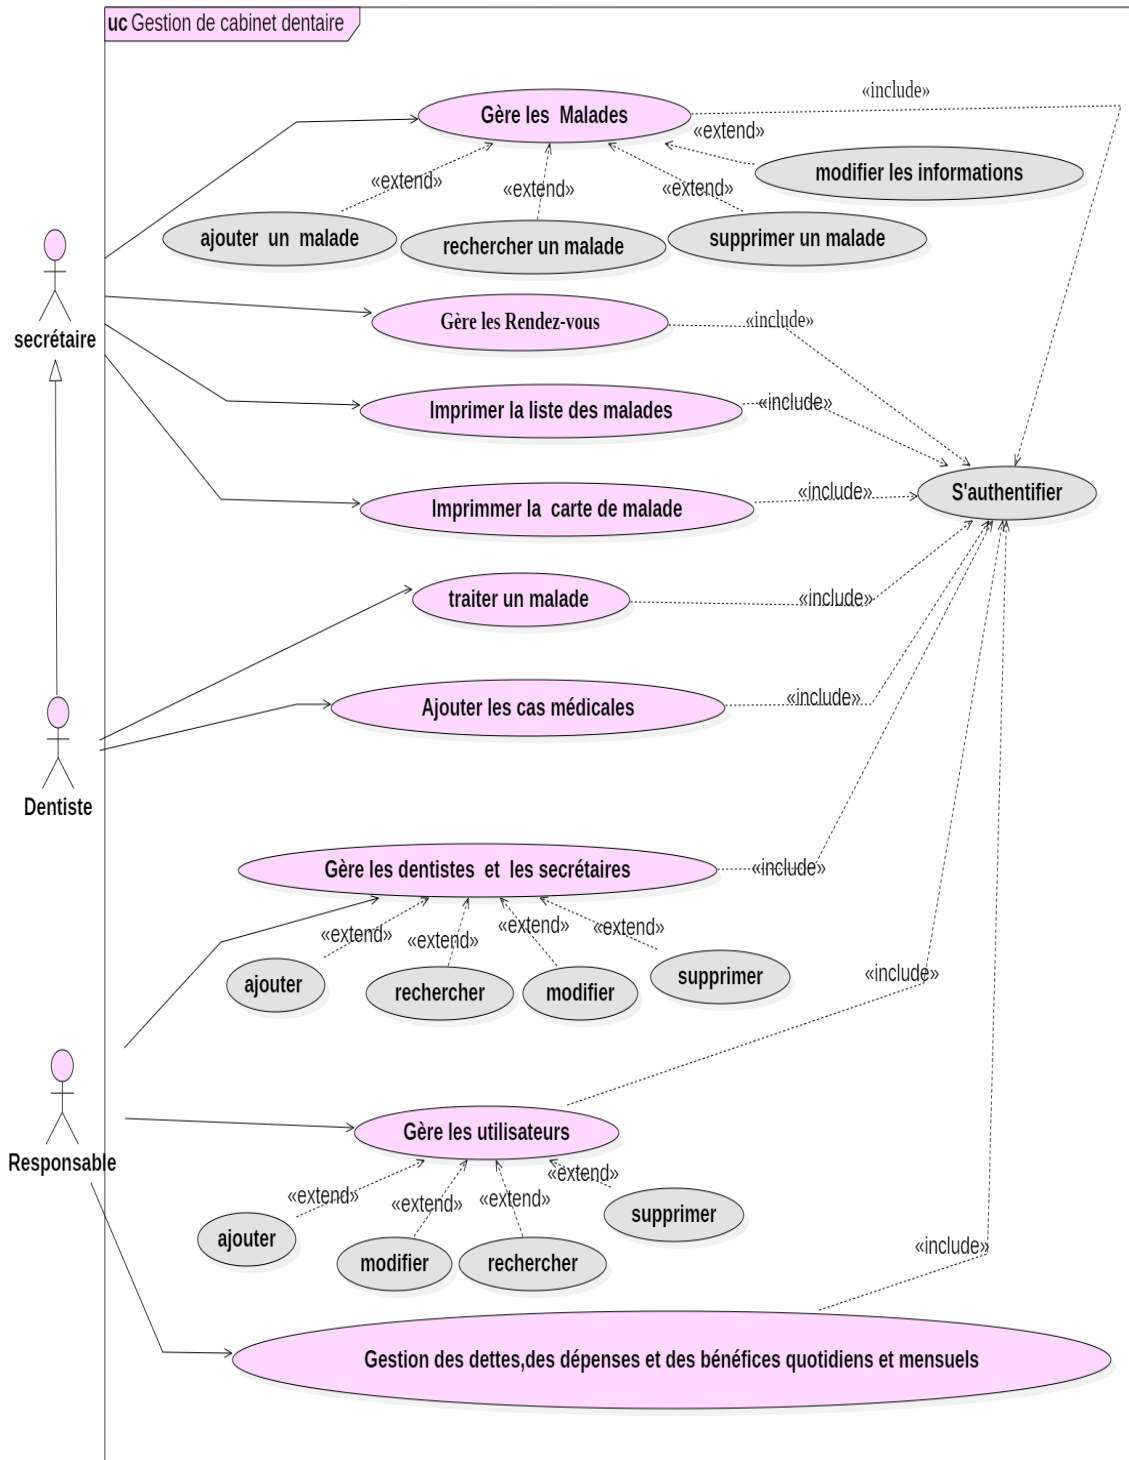 uc Gestion de cabinet dentaire
«include»
Gère les  Malades
«extend»
modifier les informations
«extend»
«extend»
«extend»
ajouter  un  malade
rechercher un malade
supprimer un malade
secrétaire
Gère les Rendez-vous
«include»
Imprimer la liste des malades
«include»
Imprimmer la  carte de malade
«include»
S'authentifier
traiter un malade
«include»
Ajouter les cas médicales
«include»
Dentiste
Gère les dentistes  et  les secrétaires
«include»
«extend»
«extend»
«extend»
«extend»
ajouter
rechercher
modifier
supprimer
«include»
Responsable
Gère les utilisateurs
«extend»
«extend»
«extend»
«extend»
ajouter
modifier
rechercher
supprimer
«include»
Gestion des dettes,des dépenses et des bénéfices quotidiens et mensuels